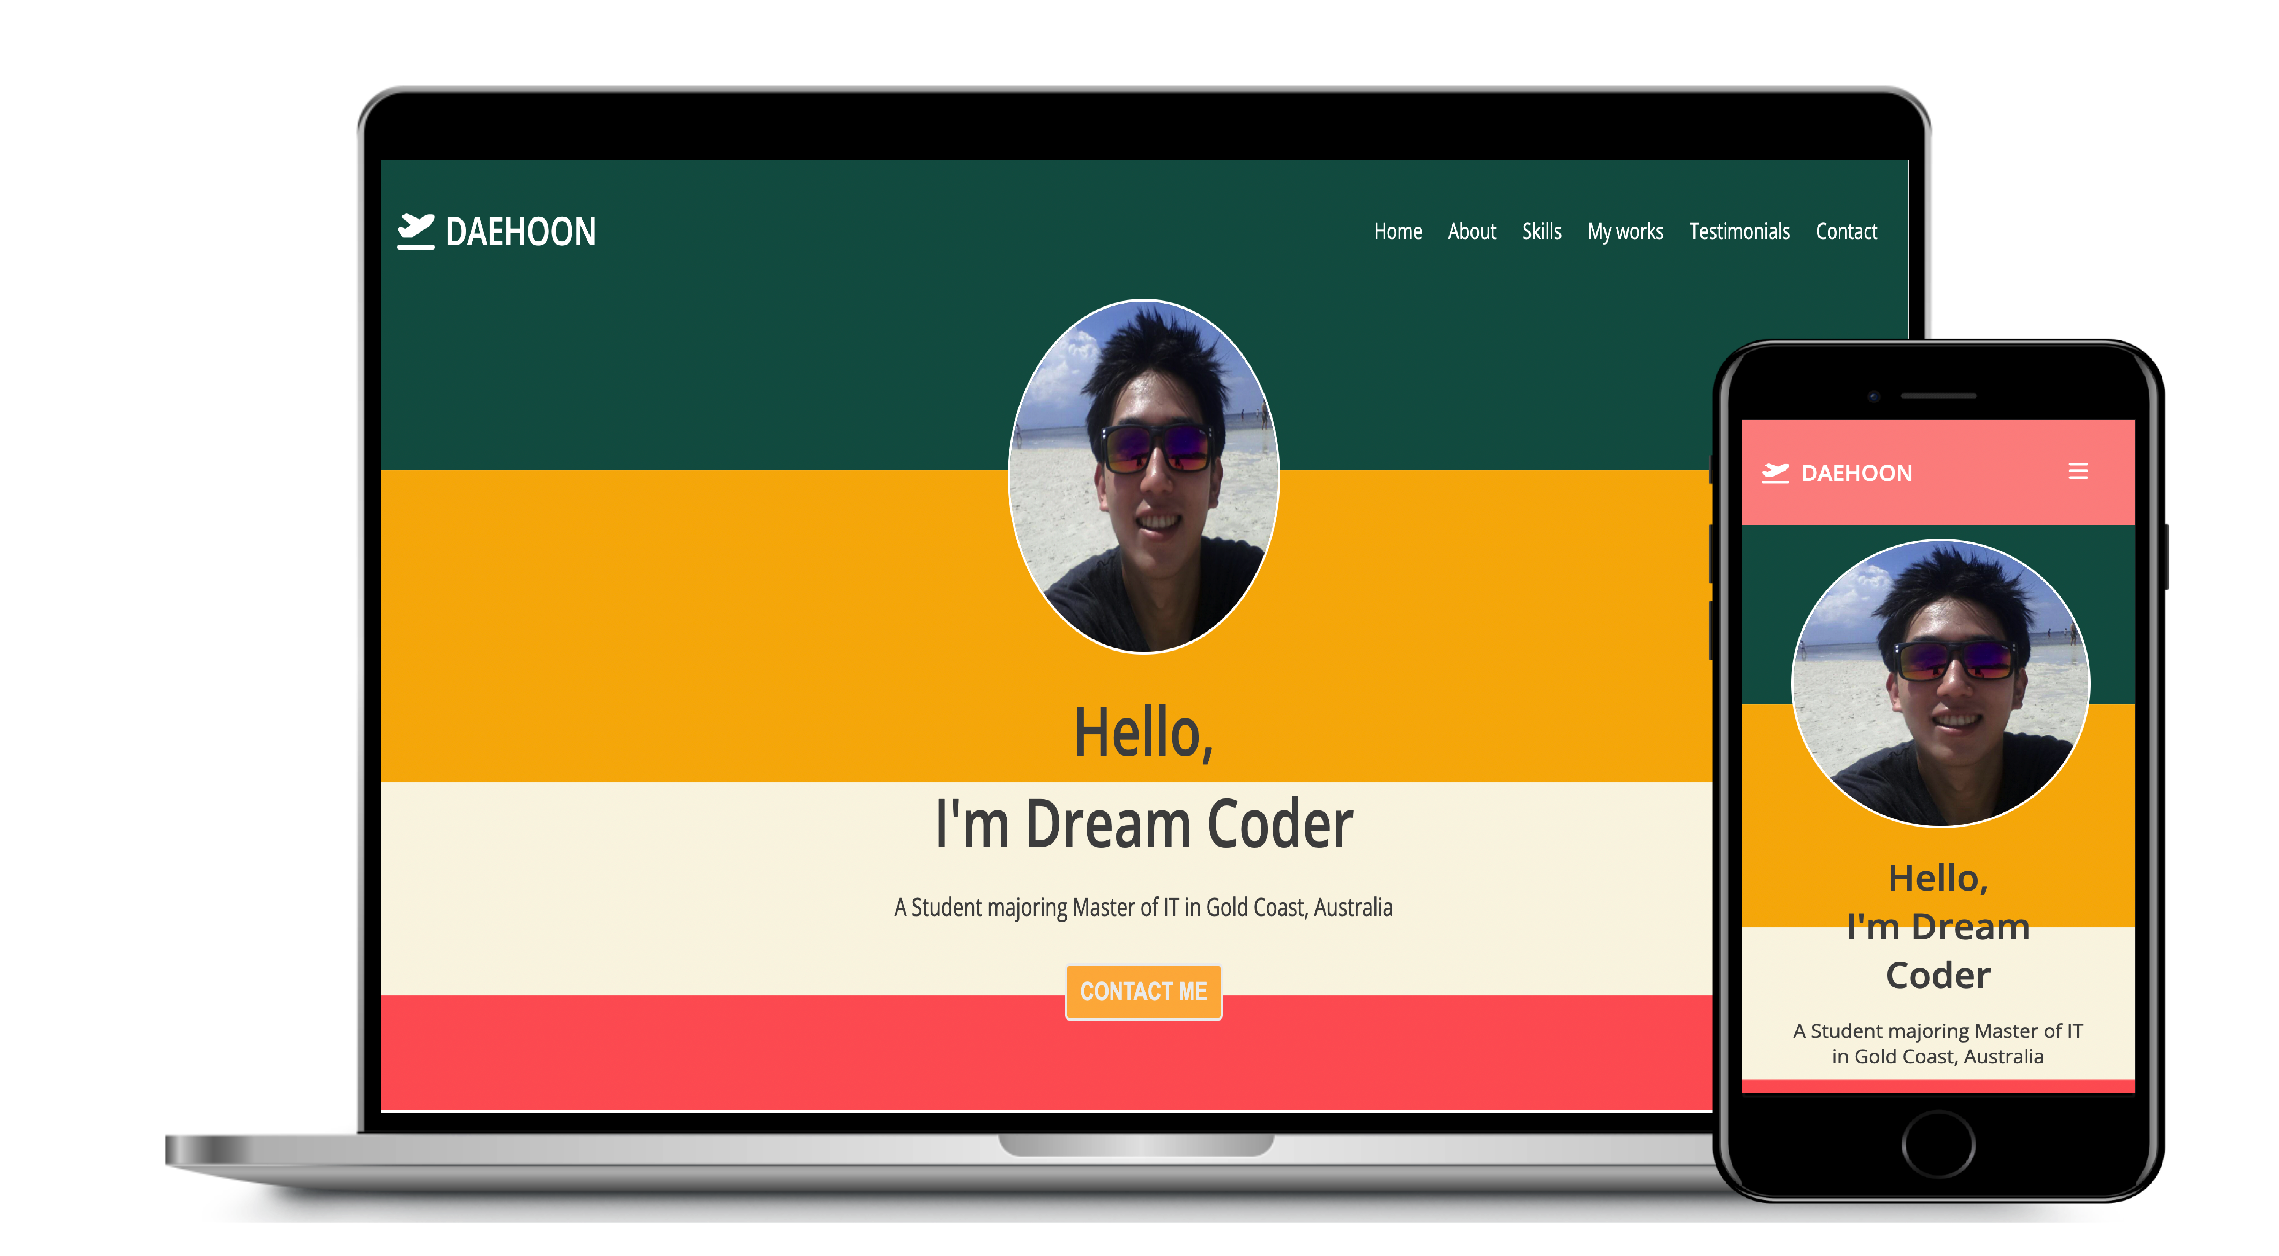 DAEHOON
Home About Skills My works Testimonials Contact
Hello,
I'm Dream Coder
A Student majoring Master of IT in Gold Coast, Australia
CONTACT ME
DAEHOON
Hello,
I'm Dream
Coder
A Student majoring Master of IT
in Gold Coast, Australia